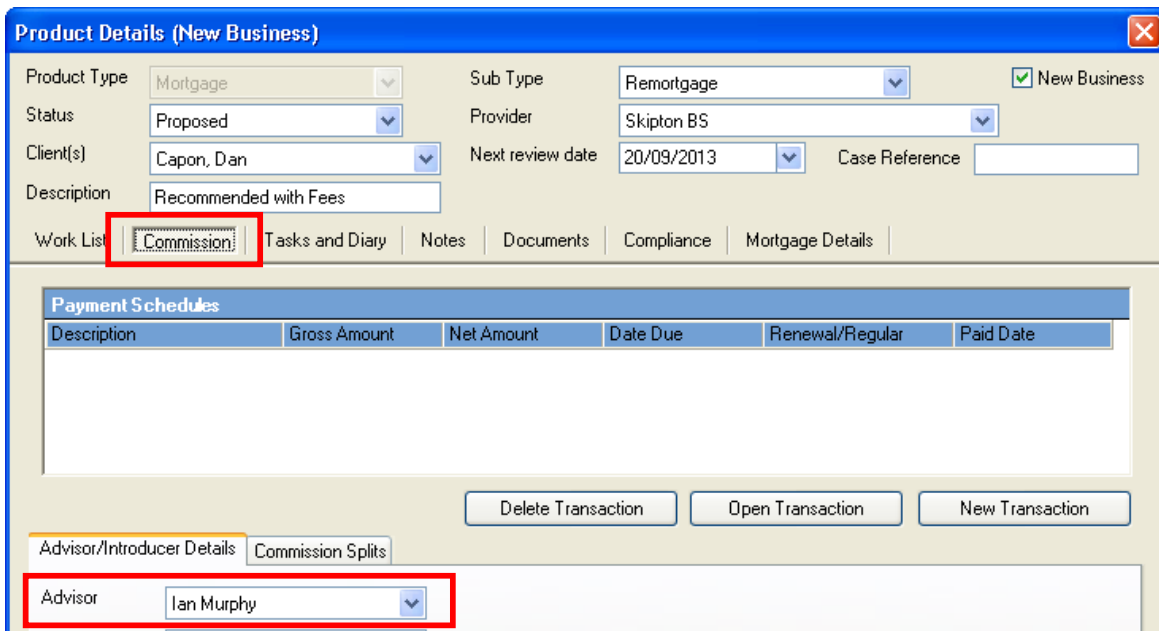 Product Details (New Business)
Product Type Mortgage Sub Type Remortgage New Business
Status Proposed Provider Skipton BS
Client(s) Capon, Dan Next review date 20/09/2013 Case Reference
Description Recommended with Fees
Work List Commission Tasks and Diary Notes Documents Compliance Mortgage Details
Payment Schedules
Description Gross Amount Net Amount Date Due Renewal/Regular Paid Date
Delete Transaction Open Transaction New Transaction
Advisor/Introducer Details Commission Splits
Advisor Ian Murphy